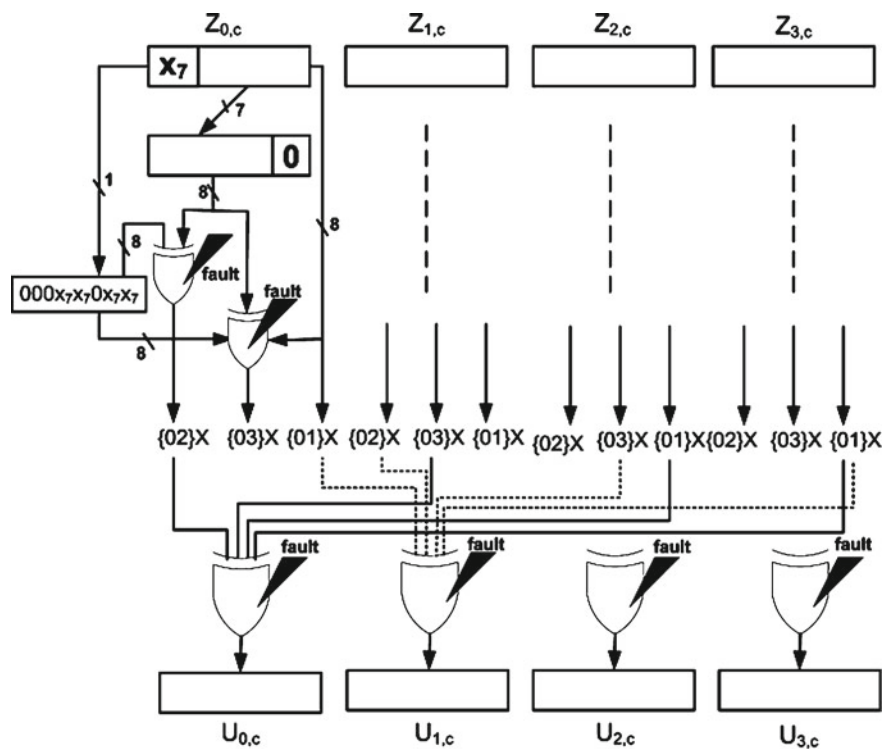 Z₀,c Z₁,c Z₂,c Z₃,c
x₇
7
0
1
8
8
8
fault
000x₇x₇0x₇x₇
fault
8
{02}X {03}X {01}X {02}X {03}X {01}X {02}X {03}X {01}X {02}X {03}X {01}X
fault fault fault fault
U₀,c U₁,c U₂,c U₃,c